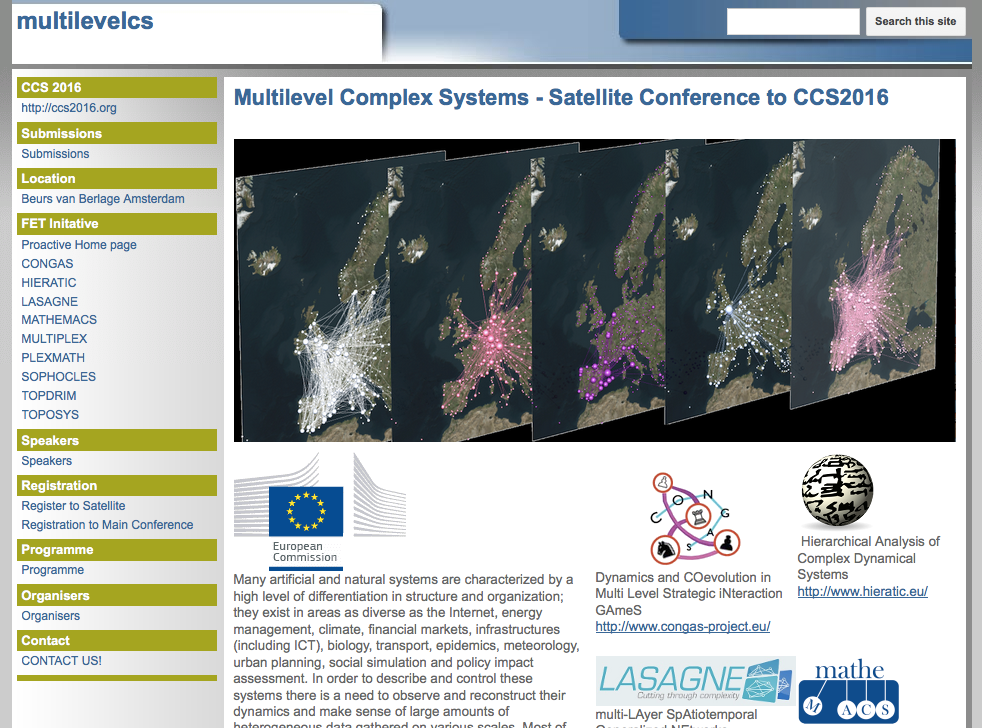 multilevelcs
Search this site
CCS 2016
http://ccs2016.org
Submissions
Submissions
Location
Beurs van Berlage Amsterdam
FET Initative
Proactive Home page
CONGAS
HIERATIC
LASAGNE
MATHEMACS
MULTIPLEX
PLEXMATH
SOPHOCLES
TOPDRIM
TOPOSYS
Speakers
Speakers
Registration
Register to Satellite
Registration to Main Conference
Programme
Programme
Organisers
Organisers
Contact
CONTACT US!
Multilevel Complex Systems - Satellite Conference to CCS2016
European
Commission
Many artificial and natural systems are characterized by a
high level of differentiation in structure and organization;
they exist in areas as diverse as the Internet, energy
management, climate, financial markets, infrastructures
(including ICT), biology, transport, epidemics, meteorology,
urban planning, social simulation and policy impact
assessment. In order to describe and control these
systems there is a need to observe and reconstruct their
dynamics and make sense of large amounts of
heterogeneous data gathered on various scales. Most of
CONGAS
Dynamics and COevolution in
Multi Level Strategic iNteraction
GAmeS
http://www.congas-project.eu/
Hierarchical Analysis of
Complex Dynamical
Systems
http://www.hieratic.eu/
LASAGNE
Cutting through complexity
multi-LAyer SpAtiotemporal
Generalized NEtworks
mathe
M A C S